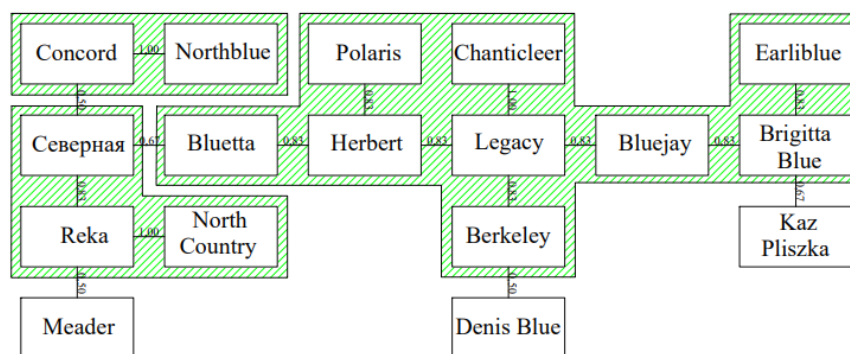 Concord
1,00
Northblue
Polaris
Chanticleer
Earliblue
0,50
0,83
1,00
0,83
Северная
0,67
Bluetta
0,83
Herbert
0,83
Legacy
0,83
Bluejay
0,83
Brigitta
Blue
0,83
0,83
0,67
Reka
1,00
North
Country
Berkeley
Kaz
Pliszka
0,50
0,50
Meader
Denis Blue